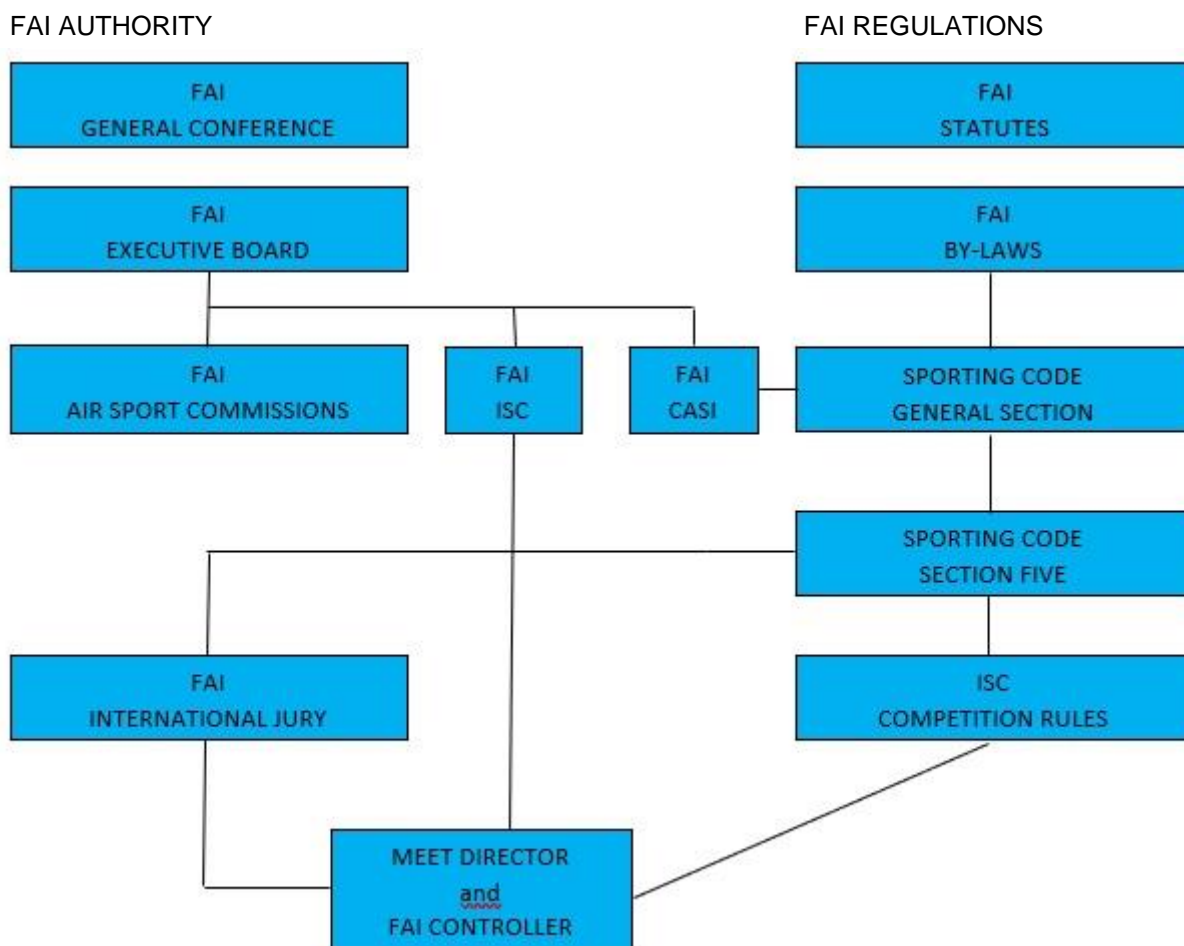 FAI AUTHORITY
FAI REGULATIONS
FAI
GENERAL CONFERENCE
FAI
STATUTES
FAI
EXECUTIVE BOARD
FAI
BY-LAWS
FAI
AIR SPORT COMMISSIONS
FAI
ISC
FAI
CASI
SPORTING CODE
GENERAL SECTION
SPORTING CODE
SECTION FIVE
FAI
INTERNATIONAL JURY
ISC
COMPETITION RULES
MEET DIRECTOR
and
FAI CONTROLLER